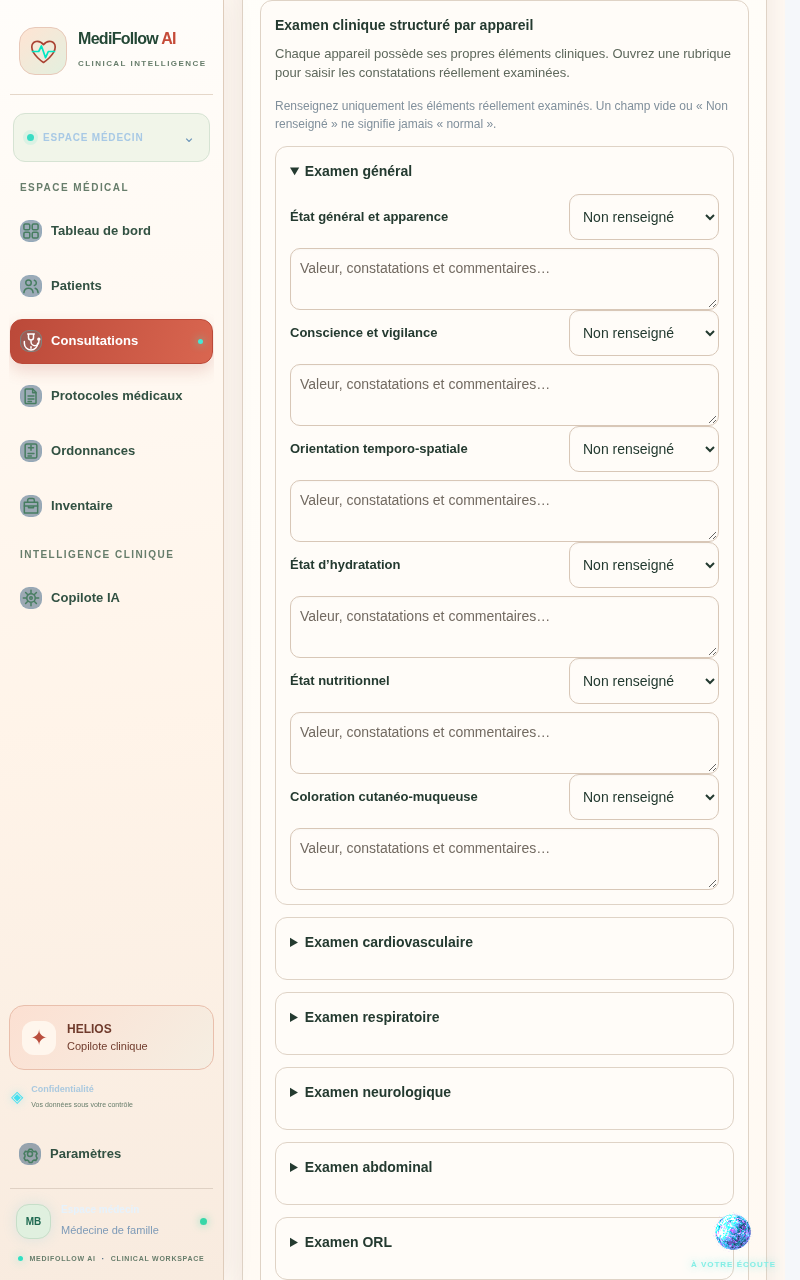 MediFollow AI
CLINICAL INTELLIGENCE
ESPACE MÉDECIN
ESPACE MÉDICAL
Tableau de bord
Patients
Consultations
Protocoles médicaux
Ordonnances
Inventaire
INTELLIGENCE CLINIQUE
Copilote IA
HELIOS
Copilote clinique
Confidentialité
Vos données sous votre contrôle
Paramètres
MB
Médecine de famille
MEDIFOLLOW AI · CLINICAL WORKSPACE
Examen clinique structuré par appareil
Chaque appareil possède ses propres éléments cliniques. Ouvrez une rubrique
pour saisir les constatations réellement examinées.
Renseignez uniquement les éléments réellement examinés. Un champ vide ou « Non
renseigné » ne signifie jamais « normal ».
Examen général
État général et apparence
Non renseigné
Valeur, constatations et commentaires…
Conscience et vigilance
Non renseigné
Valeur, constatations et commentaires…
Orientation temporo-spatiale
Non renseigné
Valeur, constatations et commentaires…
État d’hydratation
Non renseigné
Valeur, constatations et commentaires…
État nutritionnel
Non renseigné
Valeur, constatations et commentaires…
Coloration cutanéo-muqueuse
Non renseigné
Valeur, constatations et commentaires…
Examen cardiovasculaire
Examen respiratoire
Examen neurologique
Examen abdominal
Examen ORL
À VOTRE ÉCOUTE